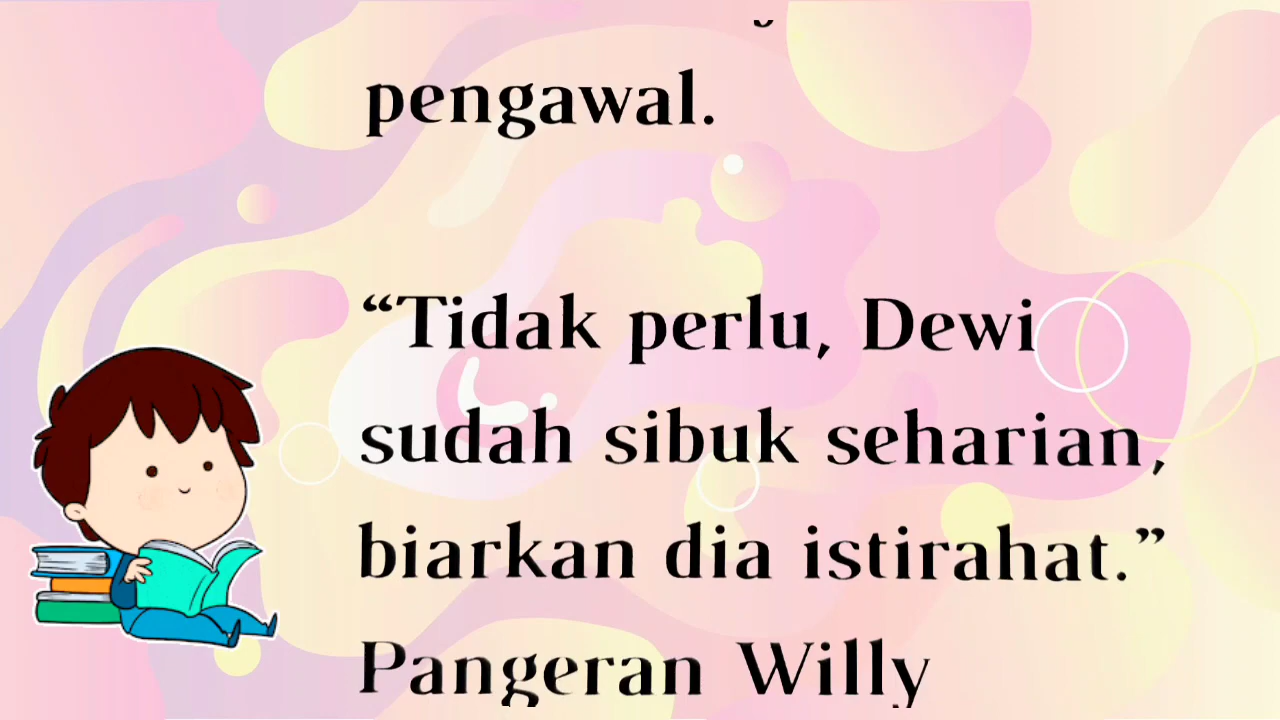 pengawal.
“Tidak perlu, Dewi
sudah sibuk seharian,
biarkan dia istirahat.”
Pangeran Willy